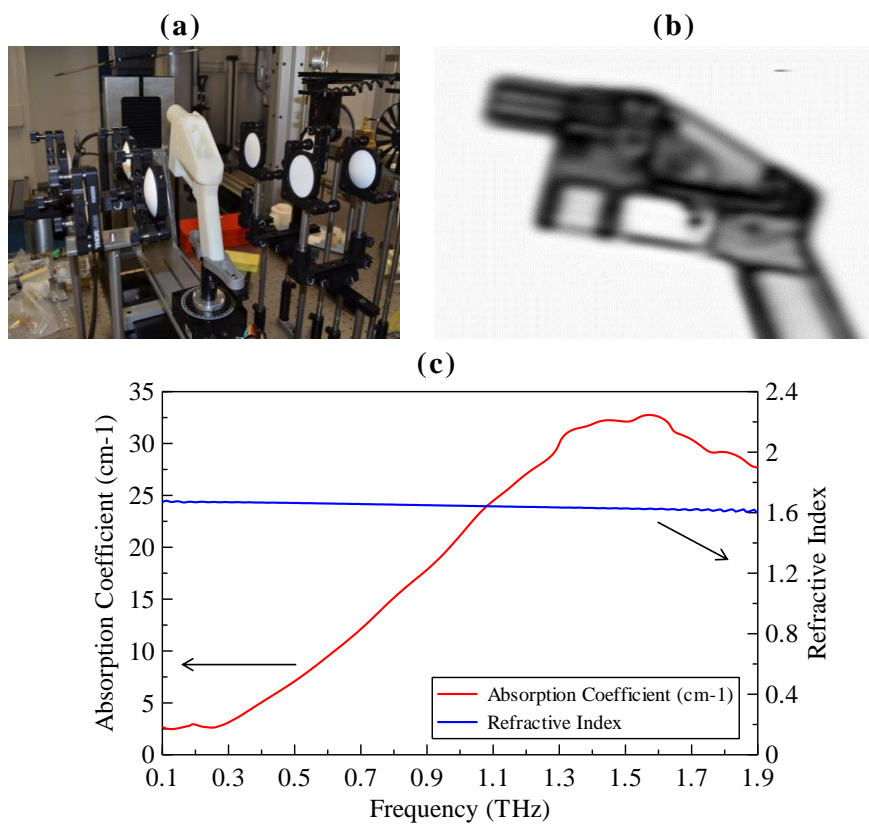 (a)
(b)
(c)
35
30
25
20
15
10
5
0
Absorption Coefficient (cm-1)
2.4
2
1.6
1.2
0.8
0.4
0
Refractive Index
Absorption Coefficient (cm-1)
Refractive Index
0.1 0.3 0.5 0.7 0.9 1.1 1.3 1.5 1.7 1.9
Frequency (THz)